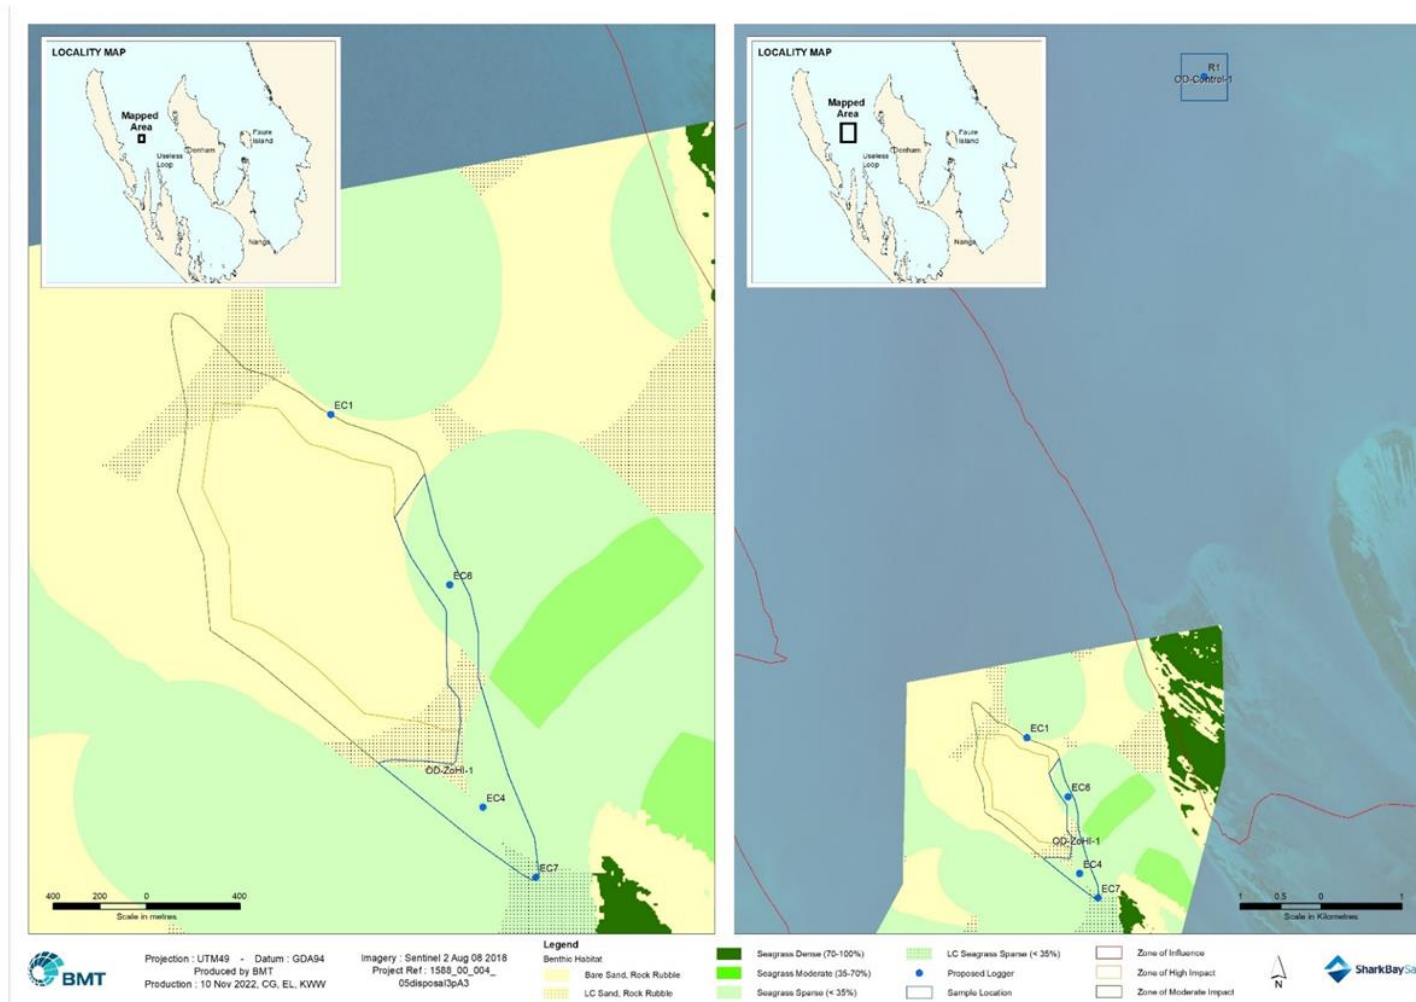 LOCALITY MAP
Mapped
Area
Faure
Island
Useless
Loop
Denham
Nanga
EC1
EC6
OD-ZoHI-1
EC4
EC7
400 200 0 400
Scale in metres
LOCALITY MAP
Mapped
Area
Faure
Island
Useless
Loop
Denham
Nanga
R1
OD-Control-1
EC1
EC6
OD-ZoHI-1
EC4
EC7
1 0.5 0 1
Scale in Kilometres
BMT
Projection : UTM49 - Datum : GDA94
Produced by BMT
Production : 10 Nov 2022, CG, EL, KWW
Imagery : Sentinel 2 Aug 08 2018
Project Ref : 1588_00_004_
05disposal3pA3
Legend
Benthic Habitat
Bare Sand, Rock Rubble
LC Sand, Rock Rubble
Seagrass Dense (70-100%)
Seagrass Moderate (35-70%)
Seagrass Sparse (< 35%)
LC Seagrass Sparse (< 35%)
Proposed Logger
Sample Location
Zone of Influence
Zone of High Impact
Zone of Moderate Impact
N
SharkBaySa